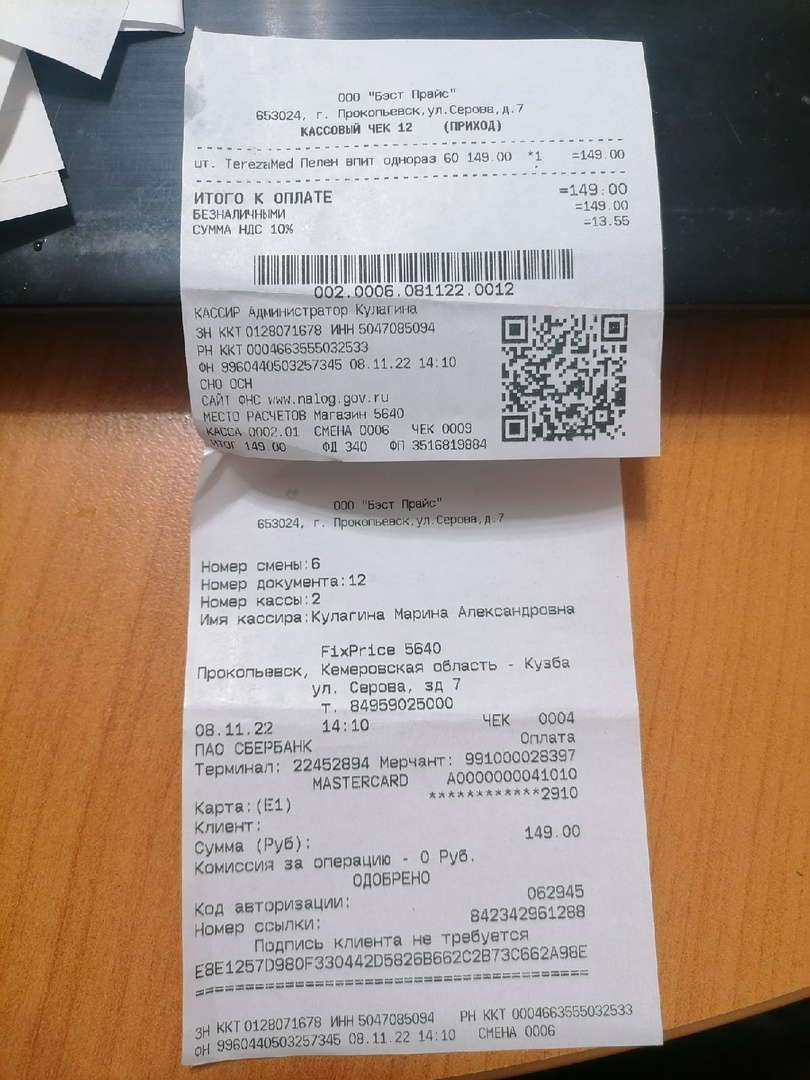 ООО "Бэст Прайс"
653024, г. Прокопьевск,ул.Серова,д.7
КАССОВЫЙ ЧЕК 12 (ПРИХОД)
шт. TerezaMed Пелен впит однораз 60 149.00 *1 =149.00
ИТОГО К ОПЛАТЕ =149.00
БЕЗНАЛИЧНЫМИ =149.00
СУММА НДС 10% =13.55
002.0006.081122.0012
КАССИР Администратор Кулагина
ЗН ККТ 0128071678 ИНН 5047085094
РН ККТ 0004663555032533
ФН 9960440503257345 08.11.22 14:10
СНО ОСН
САЙТ ФНС www.nalog.gov.ru
МЕСТО РАСЧЕТОВ Магазин 5640
КАССА 0002.01 СМЕНА 0006 ЧЕК 0009
ИТОГ 149.00 ФД 340 ФП 3516819884
ООО "Бэст Прайс"
653024, г. Прокопьевск,ул.Серова,д.7
Номер смены:6
Номер документа:12
Номер кассы:2
Имя кассира:Кулагина Марина Александровна
FixPrice 5640
Прокопьевск, Кемеровская область - Кузба
ул. Серова, зд 7
т. 84959025000
08.11.22 14:10 ЧЕК 0004
ПАО СБЕРБАНК Оплата
Терминал: 22452894 Мерчант: 991000028397
MASTERCARD A0000000041010
Карта:(E1) ************2910
Клиент:
Сумма (Руб): 149.00
Комиссия за операцию - 0 Руб.
ОДОБРЕНО
Код авторизации: 062945
Номер ссылки: 842342961288
Подпись клиента не требуется
E8E1257D980F330442D5826B662C2B73C662A98E
================================
ЗН ККТ 0128071678 ИНН 5047085094 РН ККТ 0004663555032533
ФН 9960440503257345 08.11.22 14:10 СМЕНА 0006